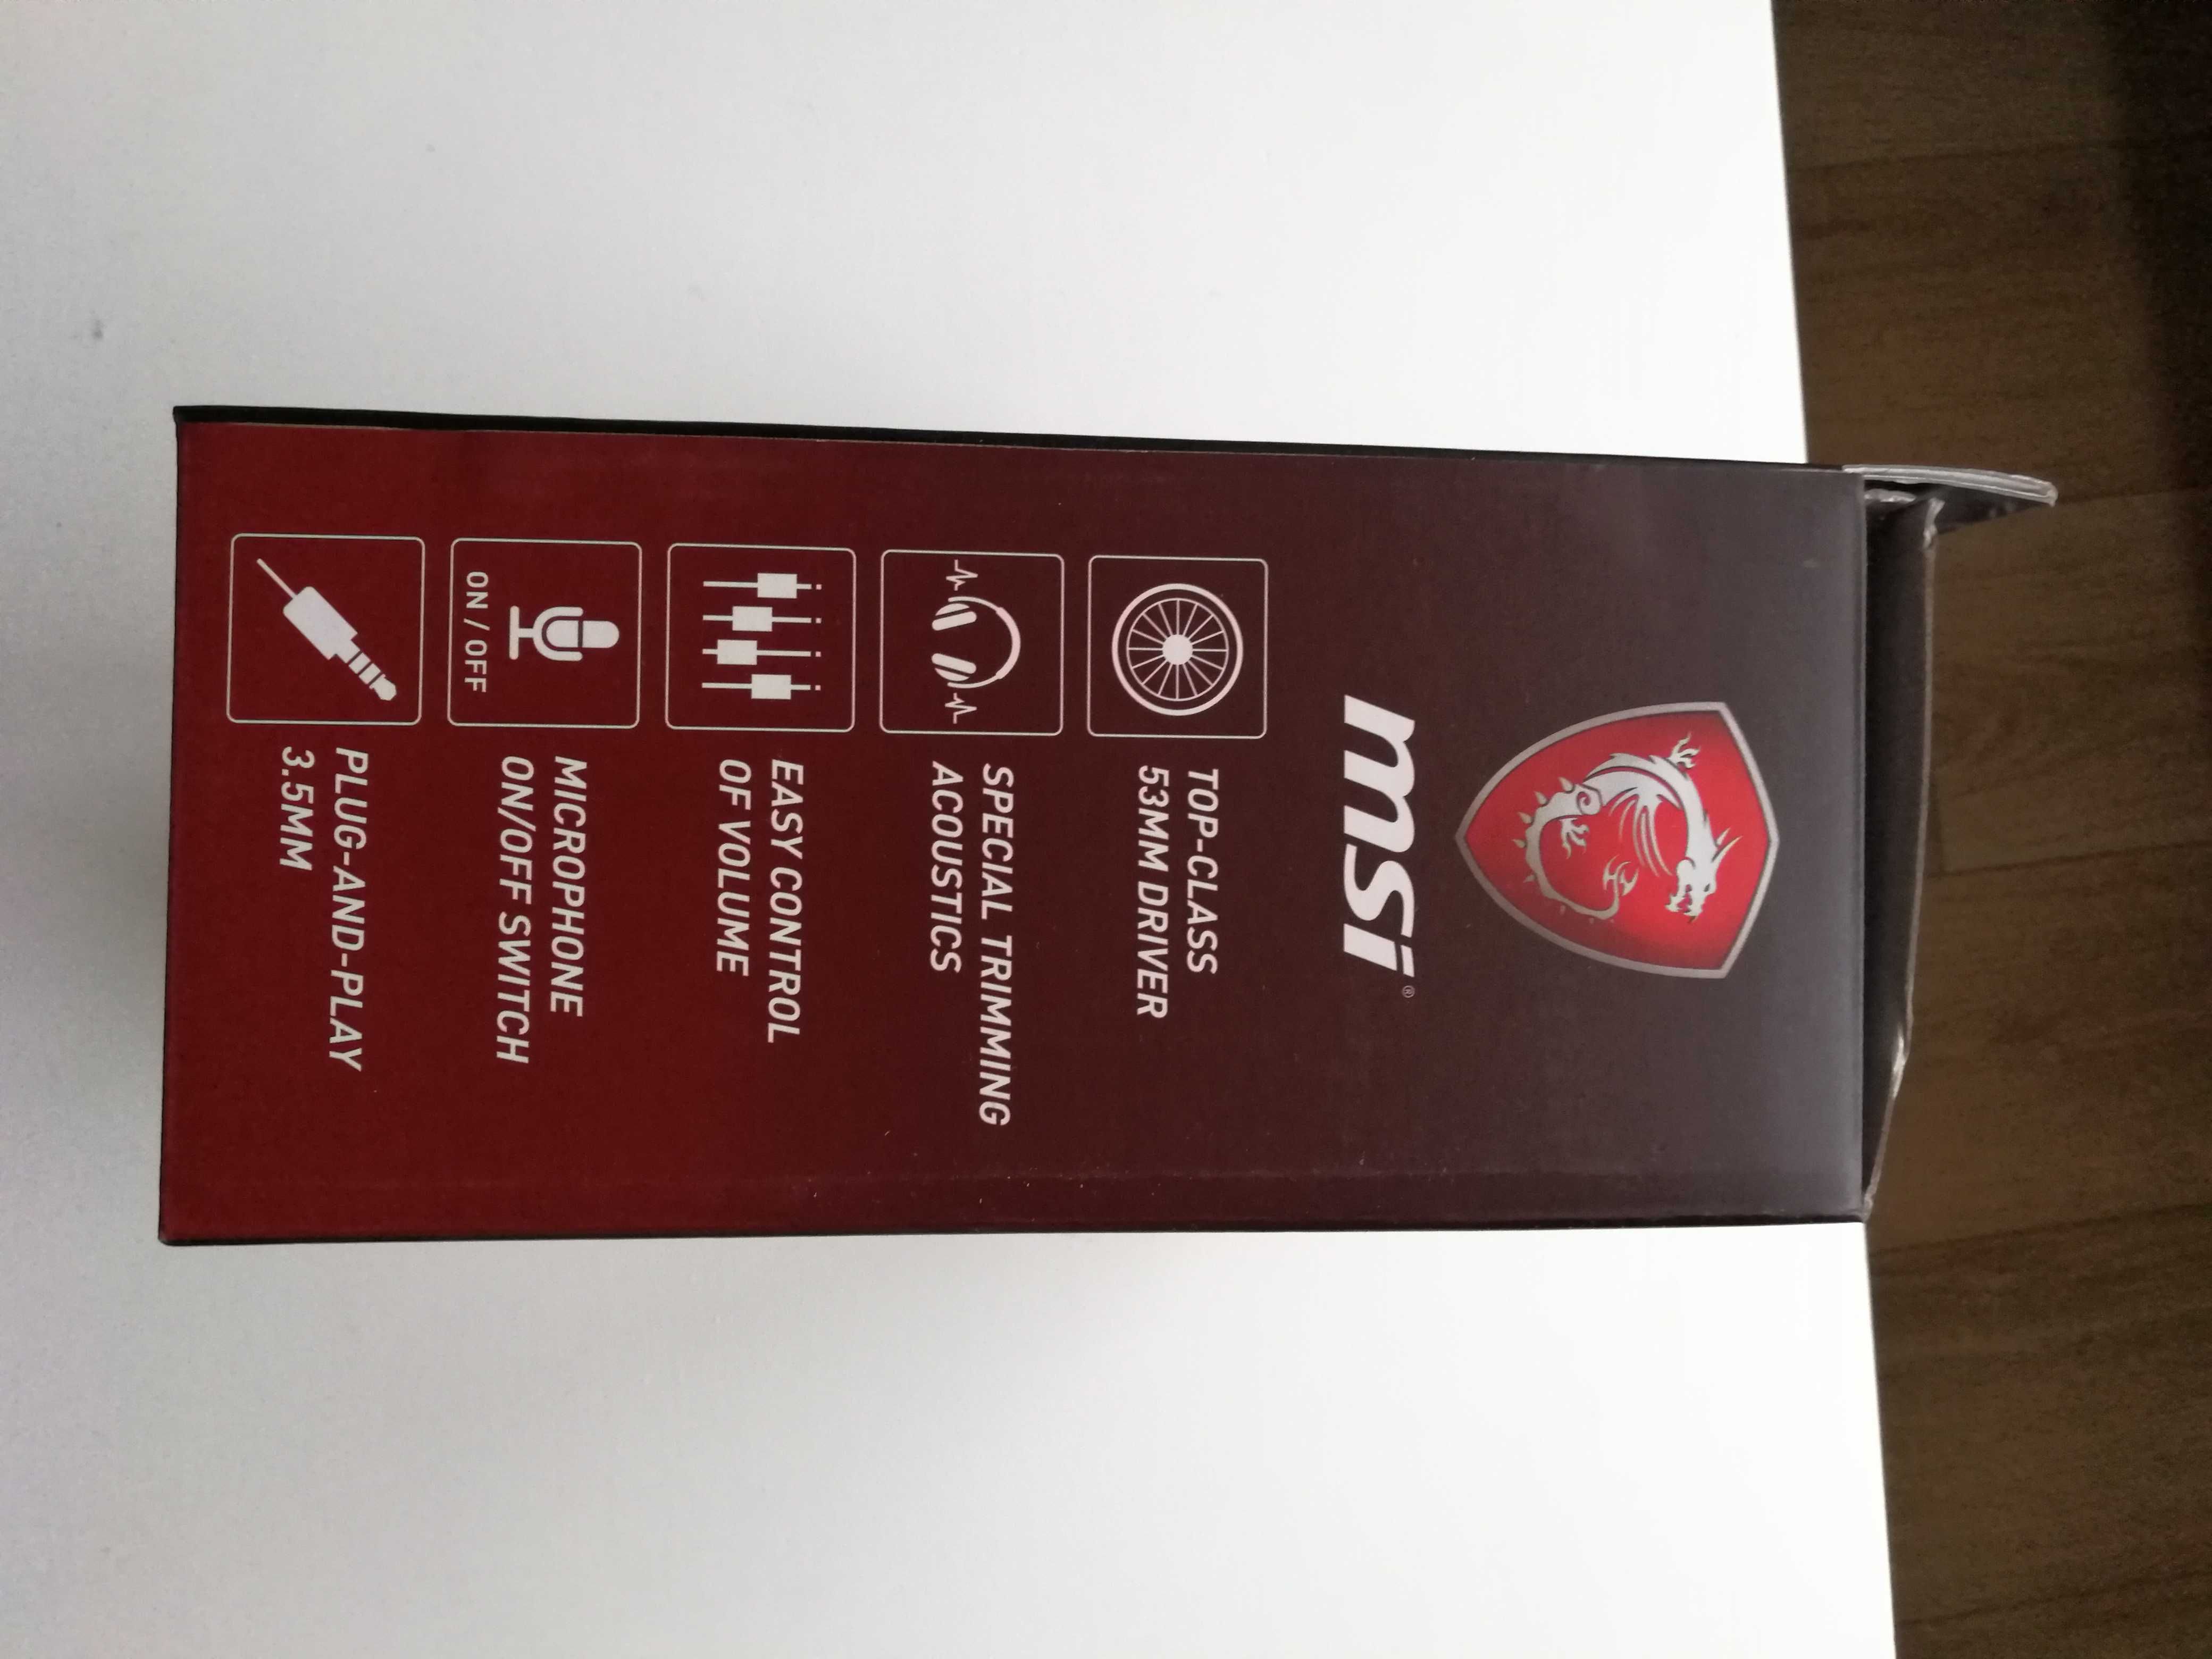 msi®
TOP-CLASS
53MM DRIVER
SPECIAL TRIMMING
ACOUSTICS
EASY CONTROL
OF VOLUME
ON / OFF
MICROPHONE
ON/OFF SWITCH
PLUG-AND-PLAY
3.5MM